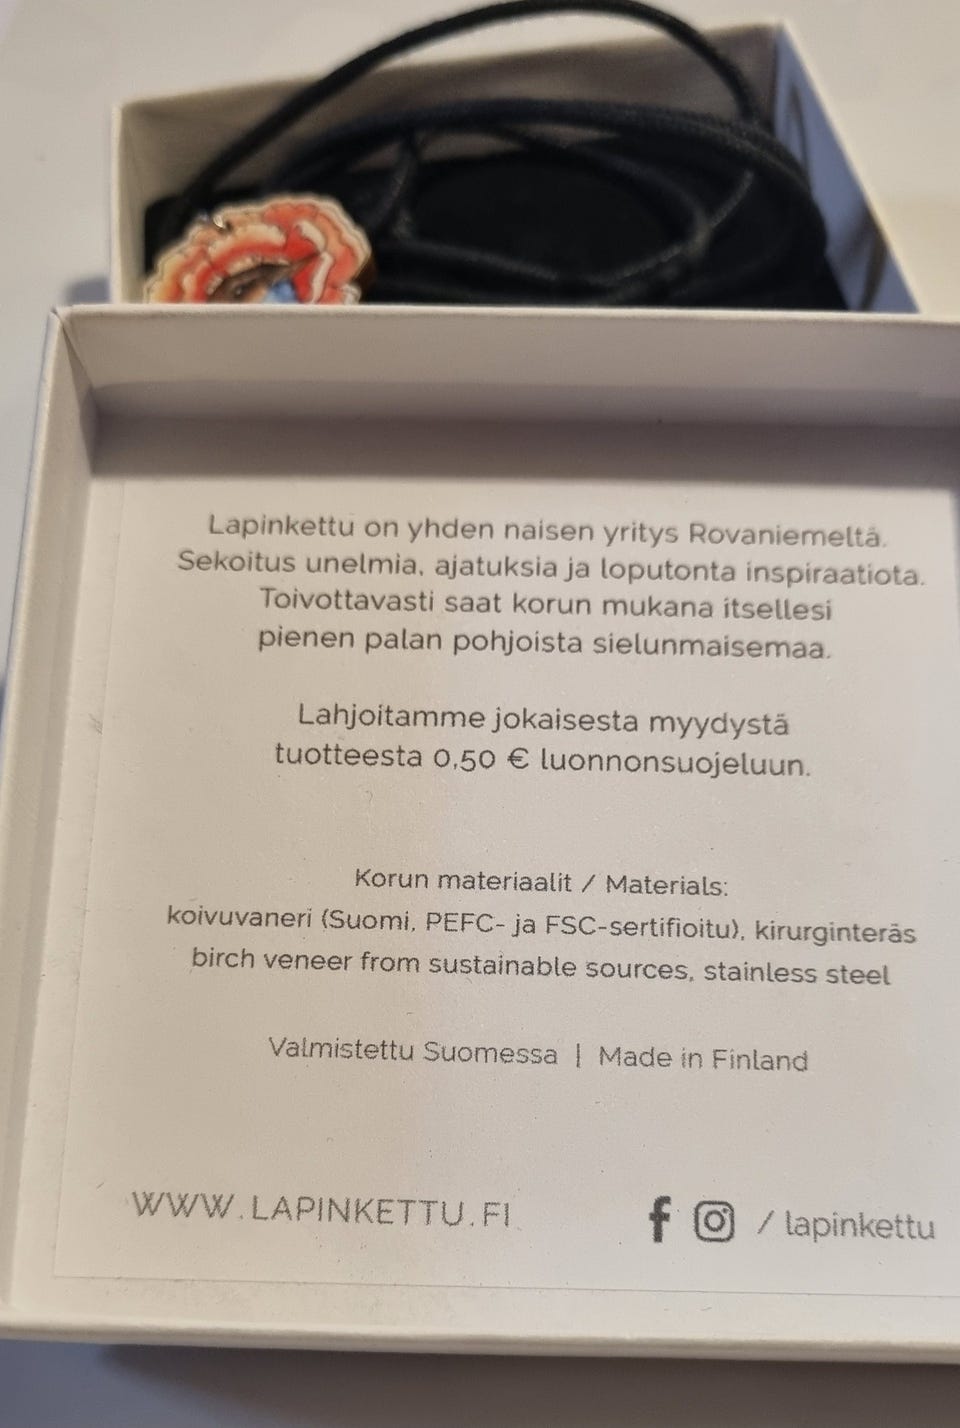 Lapinkettu on yhden naisen yritys Rovaniemeltä.
Sekoitus unelmia, ajatuksia ja loputonta inspiraatiota.
Toivottavasti saat korun mukana itsellesi
pienen palan pohjoista sielunmaisemaa.
Lahjoitamme jokaisesta myydystä
tuotteesta 0,50 € luonnonsuojeluun.
Korun materiaalit / Materials:
koivuvaneri (Suomi, PEFC- ja FSC-sertifioitu), kirurginteräs
birch veneer from sustainable sources, stainless steel
Valmistettu Suomessa | Made in Finland
WWW.LAPINKETTU.FI
/ lapinkettu